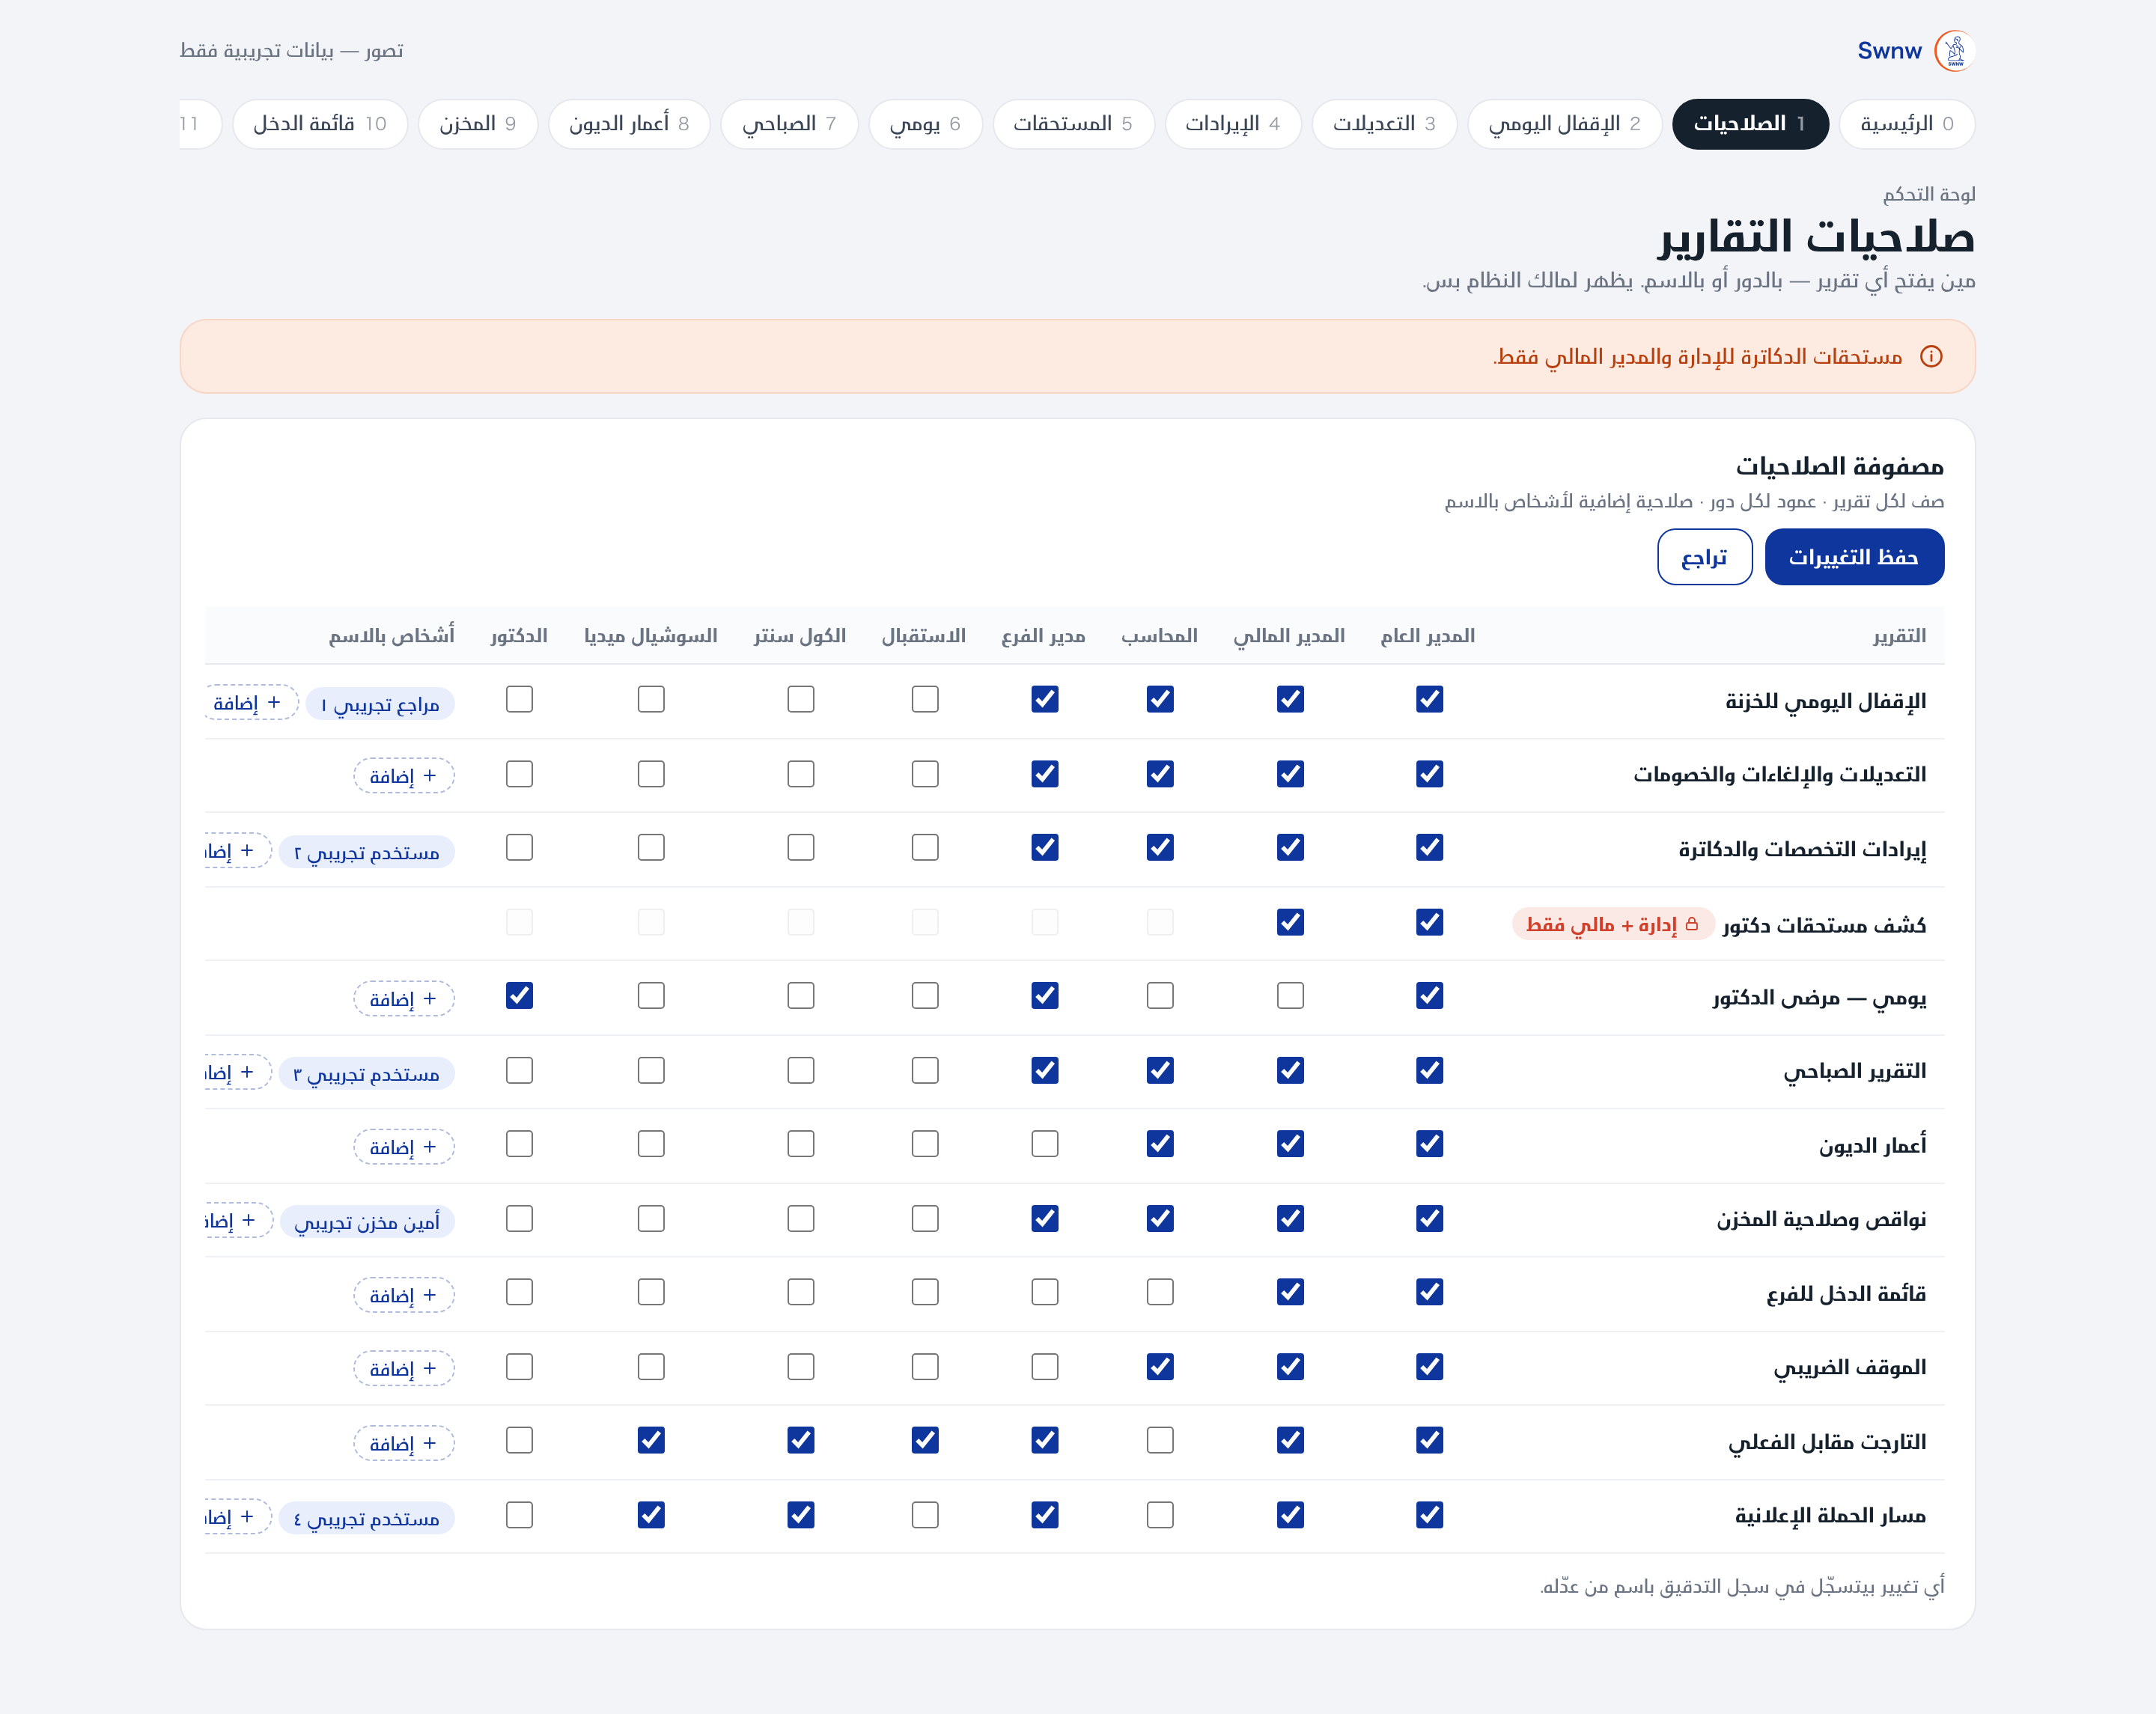 Swnw
تصور — بيانات تجريبية فقط
0 الرئيسية
1 الصلاحيات
2 الإقفال اليومي
3 التعديلات
4 الإيرادات
5 المستحقات
6 يومي
7 الصباحي
8 أعمار الديون
9 المخزن
10 قائمة الدخل
11
لوحة التحكم
صلاحيات التقارير
مين يفتح أي تقرير — بالدور أو بالاسم. يظهر لمالك النظام بس.
مستحقات الدكاترة للإدارة والمدير المالي فقط.
مصفوفة الصلاحيات
صف لكل تقرير · عمود لكل دور · صلاحية إضافية لأشخاص بالاسم
حفظ التغييرات
تراجع
التقرير المدير العام المدير المالي المحاسب مدير الفرع الاستقبال الكول سنتر السوشيال ميديا الدكتور أشخاص بالاسم
الإقفال اليومي للخزنة مراجع تجريبي ١ + إضافة
التعديلات والإلغاءات والخصومات + إضافة
إيرادات التخصصات والدكاترة مستخدم تجريبي ٢ + إضا
كشف مستحقات دكتور إدارة + مالي فقط
يومي — مرضى الدكتور + إضافة
التقرير الصباحي مستخدم تجريبي ٣ + إضا
أعمار الديون + إضافة
نواقص وصلاحية المخزن أمين مخزن تجريبي + إضاف
قائمة الدخل للفرع + إضافة
الموقف الضريبي + إضافة
التارجت مقابل الفعلي + إضافة
مسار الحملة الإعلانية مستخدم تجريبي ٤ + إضا
أي تغيير بيتسجّل في سجل التدقيق باسم من عدّله.